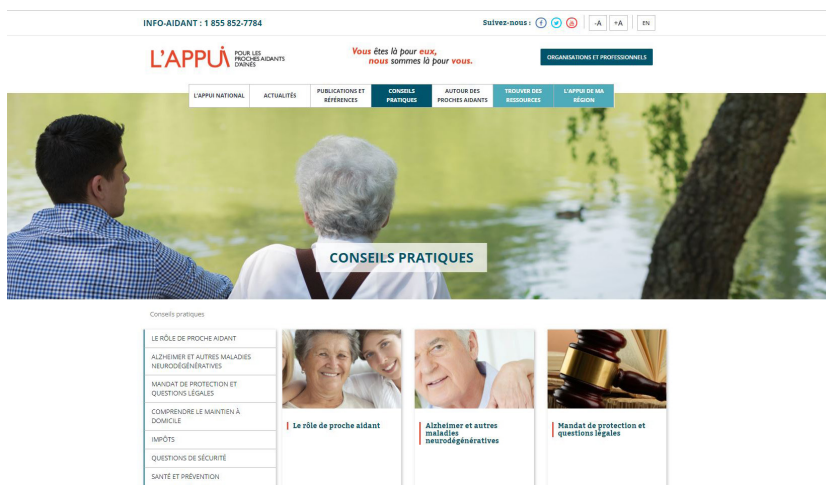 INFO-AIDANT : 1 855 852-7784
Suivez-nous :
-A
+A
EN
L'APPUI
POUR LES
PROCHES AIDANTS
D'AÎNÉS
Vous êtes là pour eux,
nous sommes là pour vous.
ORGANISATIONS ET PROFESSIONNELS
L'APPUI NATIONAL
ACTUALITÉS
PUBLICATIONS ET
RÉFÉRENCES
CONSEILS
PRATIQUES
AUTOUR DES
PROCHES AIDANTS
TROUVER DES
RESSOURCES
L'APPUI DE MA
RÉGION
CONSEILS PRATIQUES
Conseils pratiques
LE RÔLE DE PROCHE AIDANT
ALZHEIMER ET AUTRES MALADIES
NEURODÉGÉNÉRATIVES
MANDAT DE PROTECTION ET
QUESTIONS LÉGALES
COMPRENDRE LE MAINTIEN À
DOMICILE
IMPÔTS
QUESTIONS DE SÉCURITÉ
SANTÉ ET PRÉVENTION
Le rôle de proche aidant
Alzheimer et autres
maladies
neurodégénératives
Mandat de protection et
questions légales